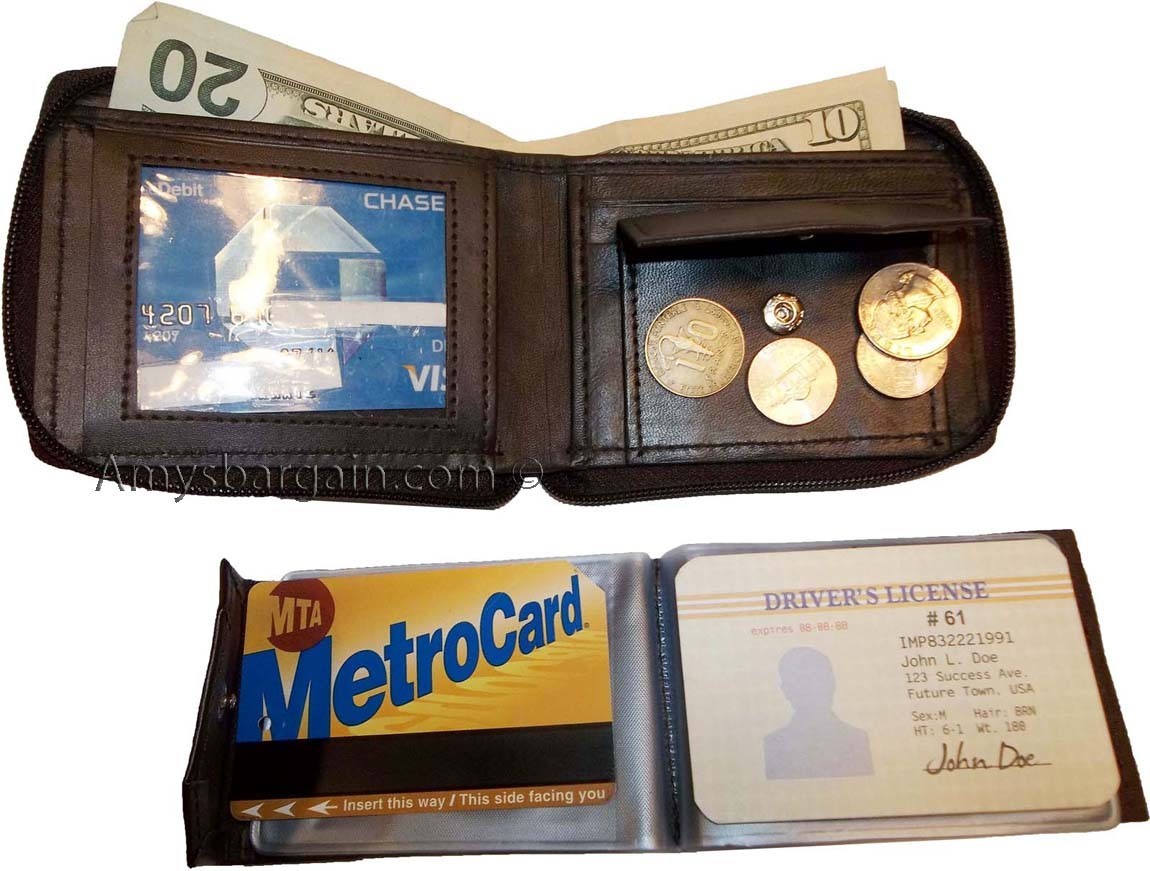 20
10
Debit
CHASE
4207
4207
VIS
Amysbargain.com ©
MTA
MetroCard
Insert this way / This side facing you
DRIVER'S LICENSE
# 61
expires 00-00-00
IMP832221991
John L. Doe
123 Success Ave.
Future Town, USA
Sex:M Hair: BRN
HT: 6-1 Wt. 180
John Doe